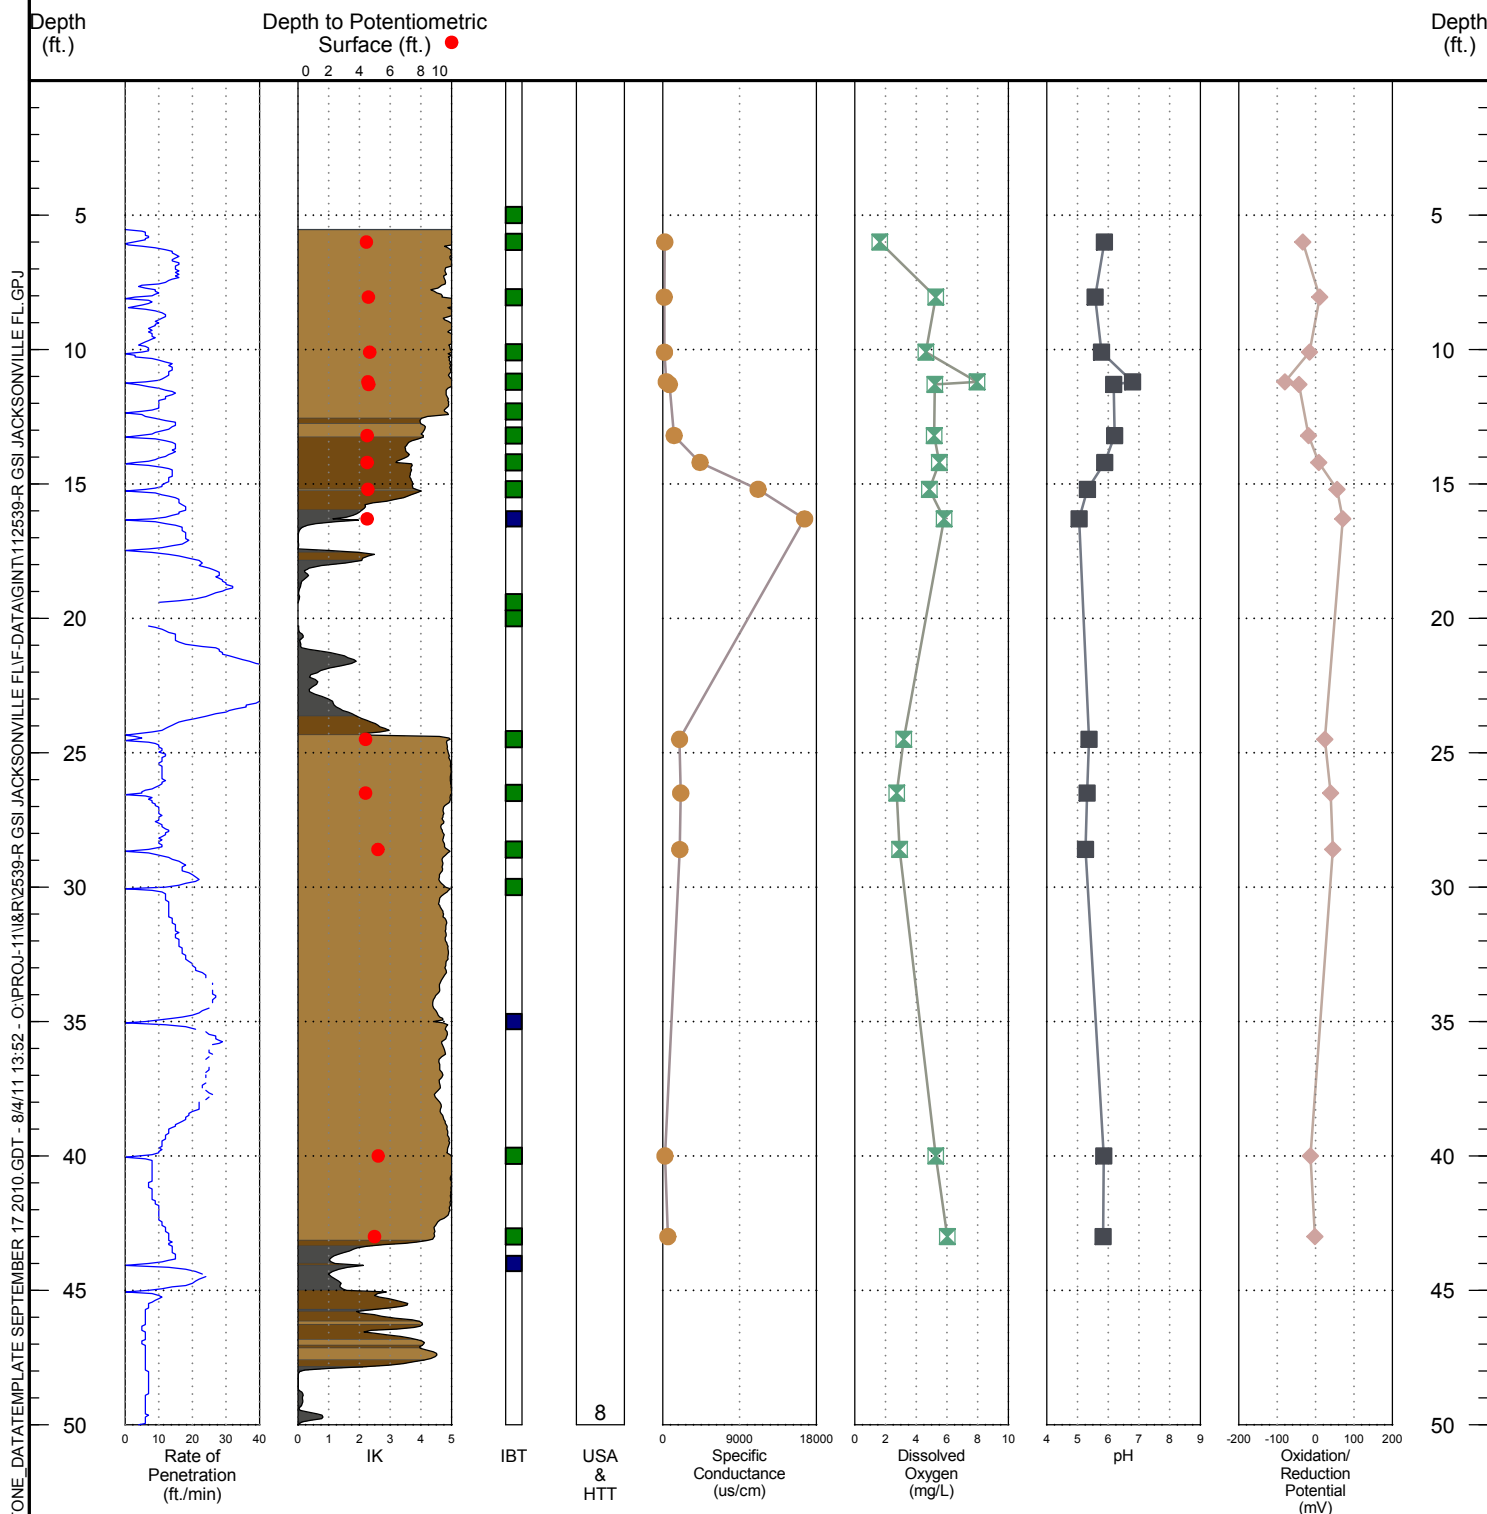 Depth
(ft.)
Depth to Potentiometric
Surface (ft.)
Depth
(ft.)
0 2 4 6 8 10
5
10
15
20
25
30
35
40
45
50
8
5
10
15
20
25
30
35
40
45
50
0 10 20 30 40
Rate of
Penetration
(ft./min)
0 1 2 3 4 5
IK
IBT
USA
&
HTT
0 9000 18000
Specific
Conductance
(us/cm)
0 2 4 6 8 10
Dissolved
Oxygen
(mg/L)
4 5 6 7 8 9
pH
-200 -100 0 100 200
Oxidation/
Reduction
Potential
(mV)
TONE_DATATEMPLATE SEPTEMBER 17 2010.GDT - 8/4/11 13:52 - O:\PROJ-11\I&R\2539-R GSI JACKSONVILLE FL\F-DATA\GINT\112539-R GSI JACKSONVILLE FL.GPJ